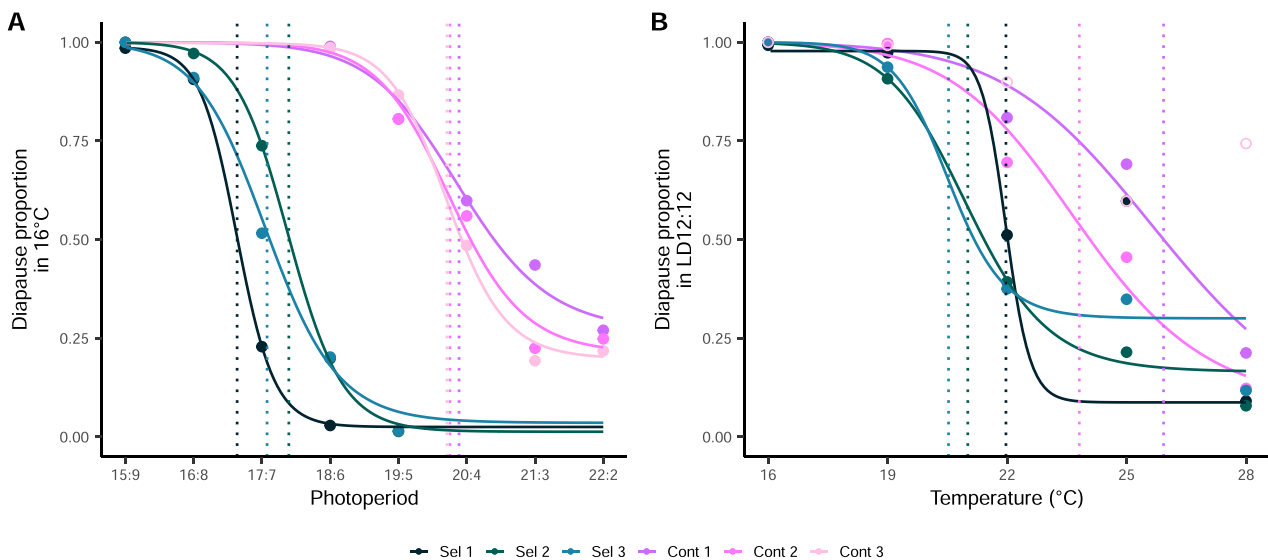 A
B
Diapause proportion
in 16°C
1.00
0.75
0.50
0.25
0.00
15:9 16:8 17:7 18:6 19:5 20:4 21:3 22:2
Photoperiod
Diapause proportion
in LD12:12
1.00
0.75
0.50
0.25
0.00
16 19 22 25 28
Temperature (°C)
Sel 1 Sel 2 Sel 3 Cont 1 Cont 2 Cont 3